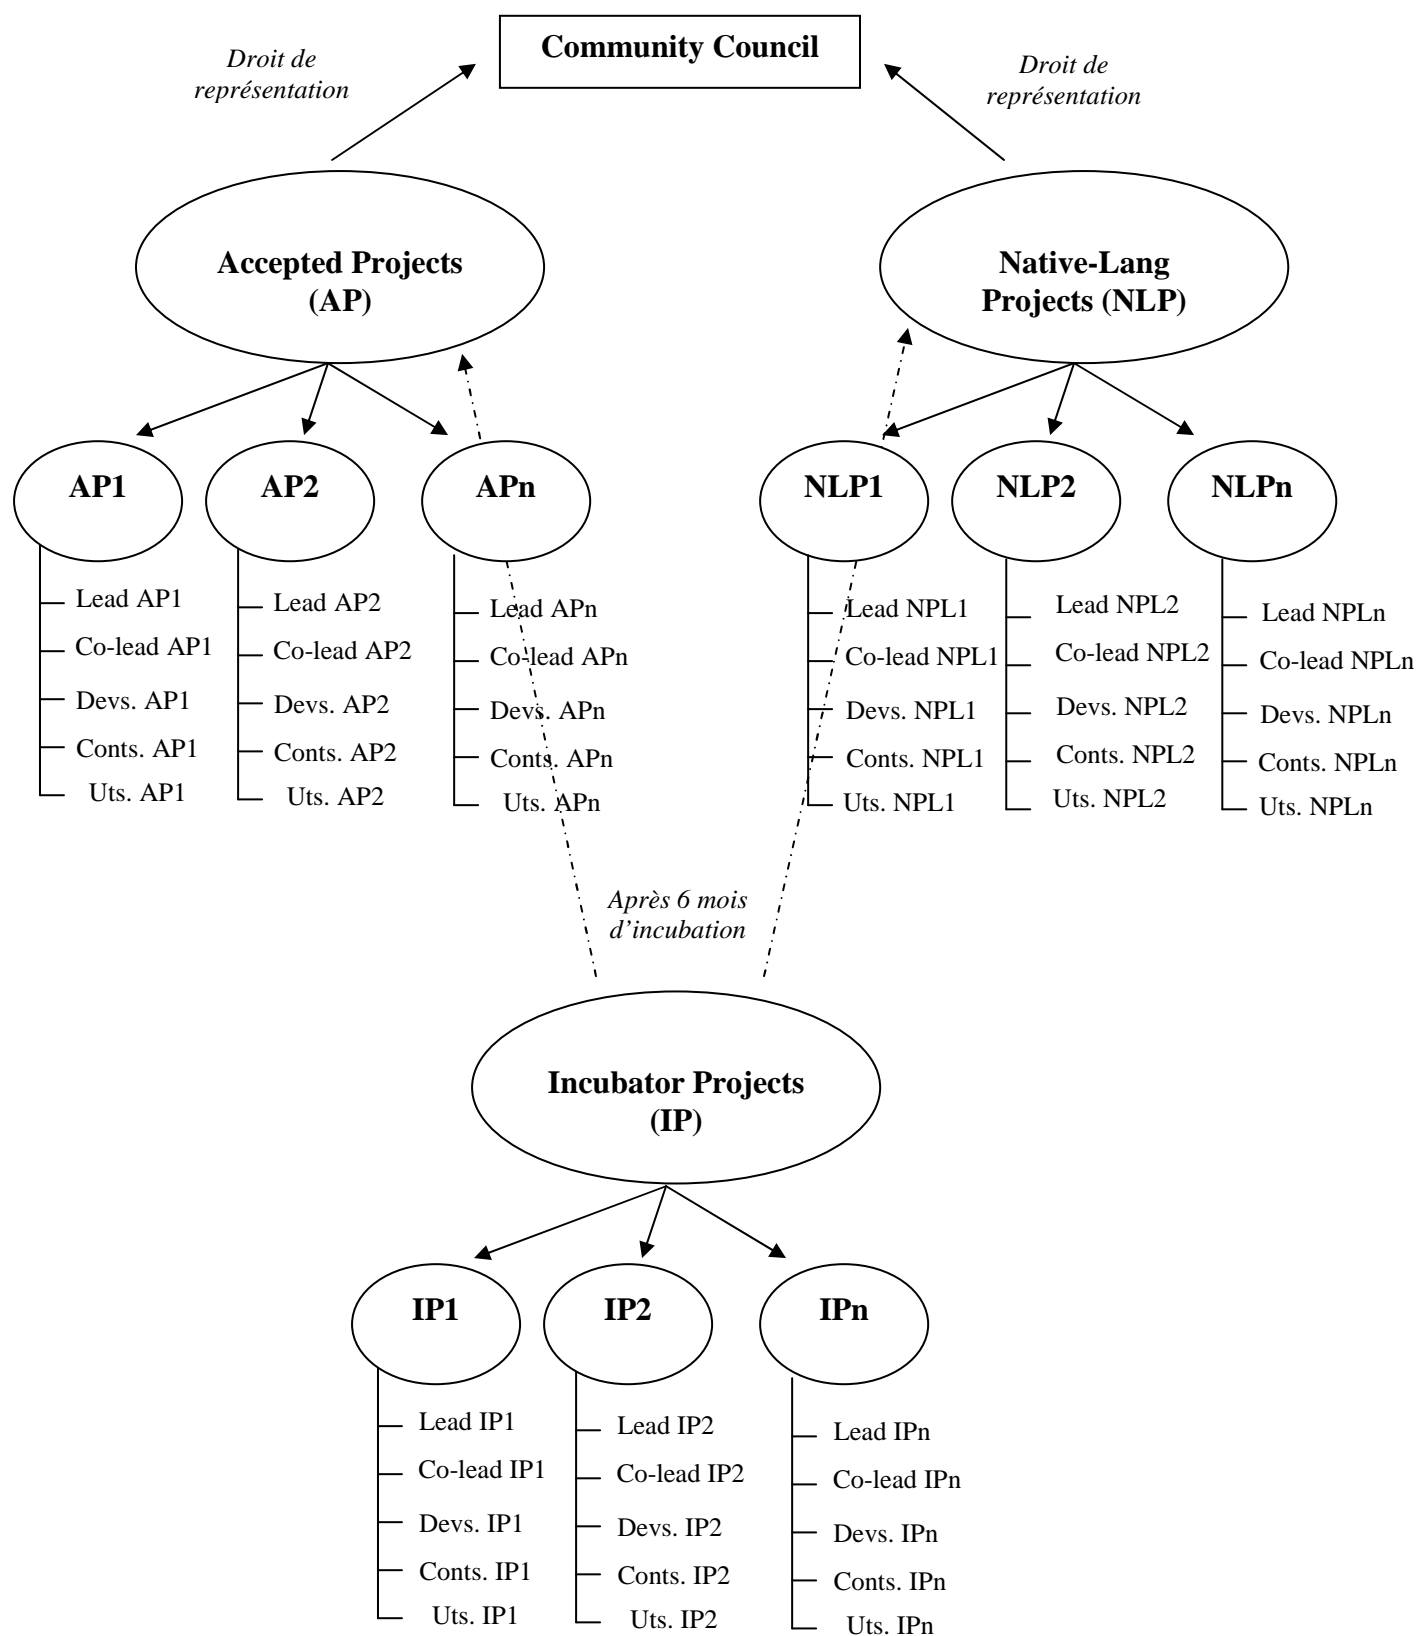 Community Council
Droit de
représentation
Droit de
représentation
Accepted Projects
(AP)
Native-Lang
Projects (NLP)
AP1
AP2
APn
NLP1
NLP2
NLPn
Lead AP1
Co-lead AP1
Devs. AP1
Conts. AP1
Uts. AP1
Lead AP2
Co-lead AP2
Devs. AP2
Conts. AP2
Uts. AP2
Lead APn
Co-lead APn
Devs. APn
Conts. APn
Uts. APn
Lead NPL1
Co-lead NPL1
Devs. NPL1
Conts. NPL1
Uts. NPL1
Lead NPL2
Co-lead NPL2
Devs. NPL2
Conts. NPL2
Uts. NPL2
Lead NPLn
Co-lead NPLn
Devs. NPLn
Conts. NPLn
Uts. NPLn
Après 6 mois
d’incubation
Incubator Projects
(IP)
IP1
IP2
IPn
Lead IP1
Co-lead IP1
Devs. IP1
Conts. IP1
Uts. IP1
Lead IP2
Co-lead IP2
Devs. IP2
Conts. IP2
Uts. IP2
Lead IPn
Co-lead IPn
Devs. IPn
Conts. IPn
Uts. IPn